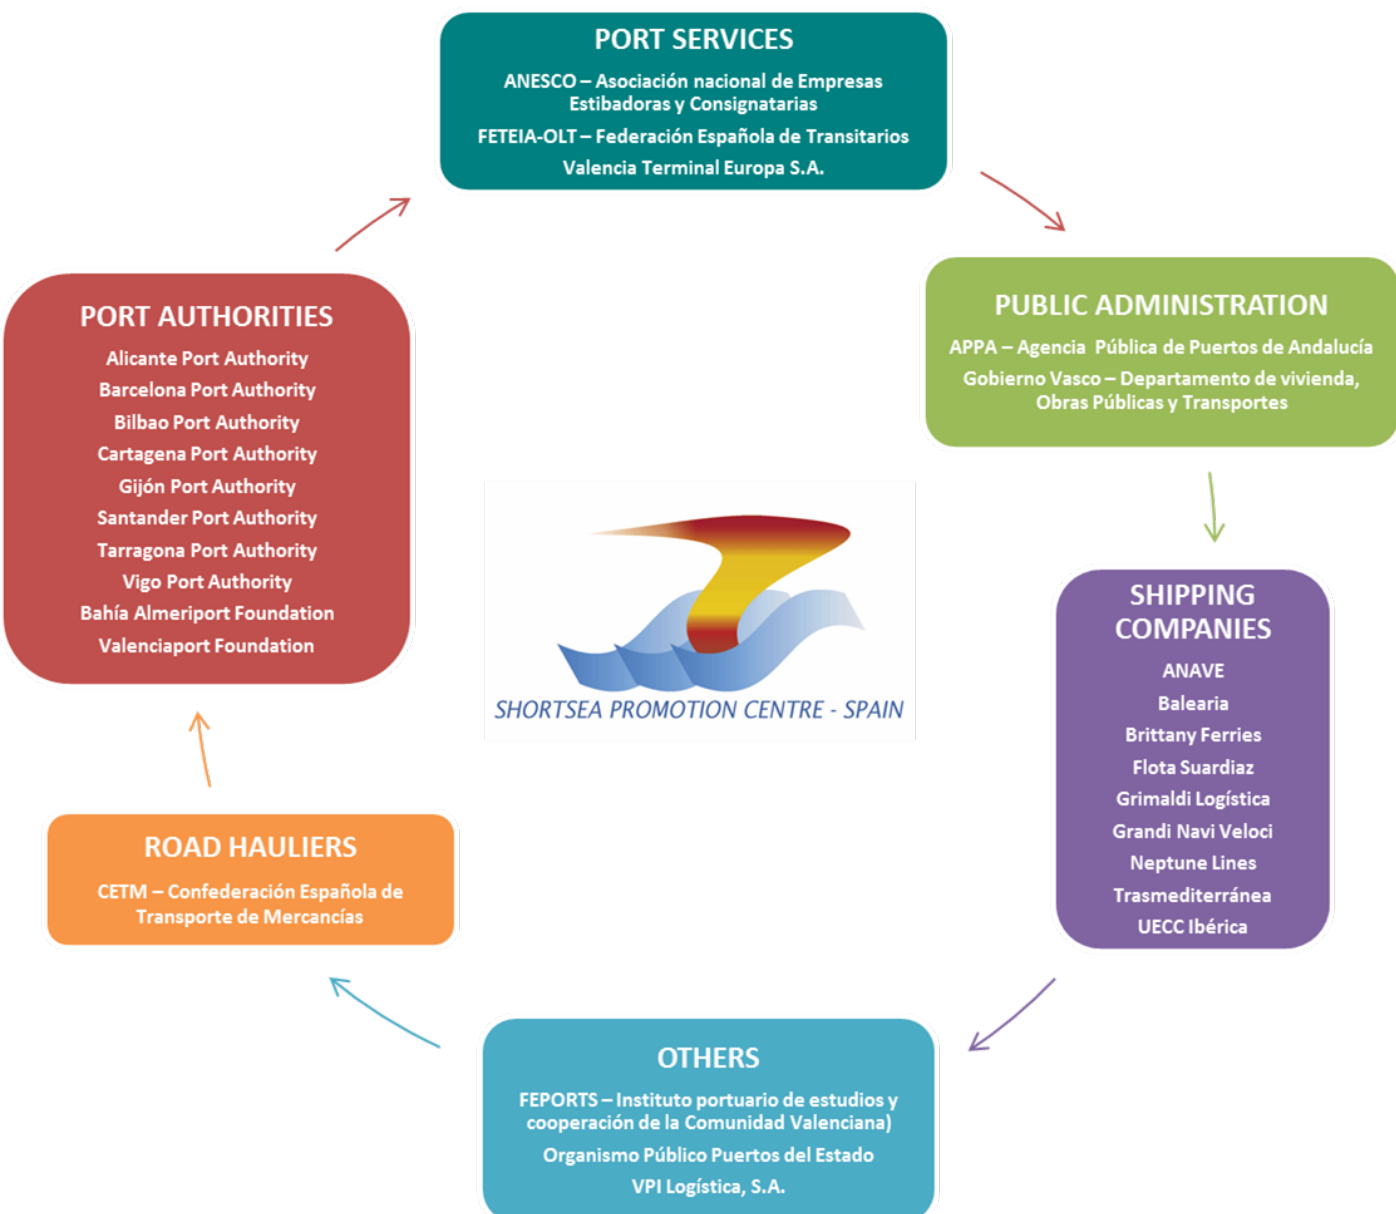 PORT SERVICES
ANESCO – Asociación nacional de Empresas
Estibadoras y Consignatarias
FETEIA-OLT – Federación Española de Transitarios
Valencia Terminal Europa S.A.
PUBLIC ADMINISTRATION
APPA – Agencia Pública de Puertos de Andalucía
Gobierno Vasco – Departamento de vivienda,
Obras Públicas y Transportes
SHIPPING
COMPANIES
ANAVE
Balearia
Brittany Ferries
Flota Suardiaz
Grimaldi Logística
Grandi Navi Veloci
Neptune Lines
Trasmediterránea
UECC Ibérica
OTHERS
FEPORTS – Instituto portuario de estudios y
cooperación de la Comunidad Valenciana)
Organismo Público Puertos del Estado
VPI Logística, S.A.
ROAD HAULIERS
CETM – Confederación Española de
Transporte de Mercancías
PORT AUTHORITIES
Alicante Port Authority
Barcelona Port Authority
Bilbao Port Authority
Cartagena Port Authority
Gijón Port Authority
Santander Port Authority
Tarragona Port Authority
Vigo Port Authority
Bahía Almeriport Foundation
Valenciaport Foundation
SHORTSEA PROMOTION CENTRE - SPAIN